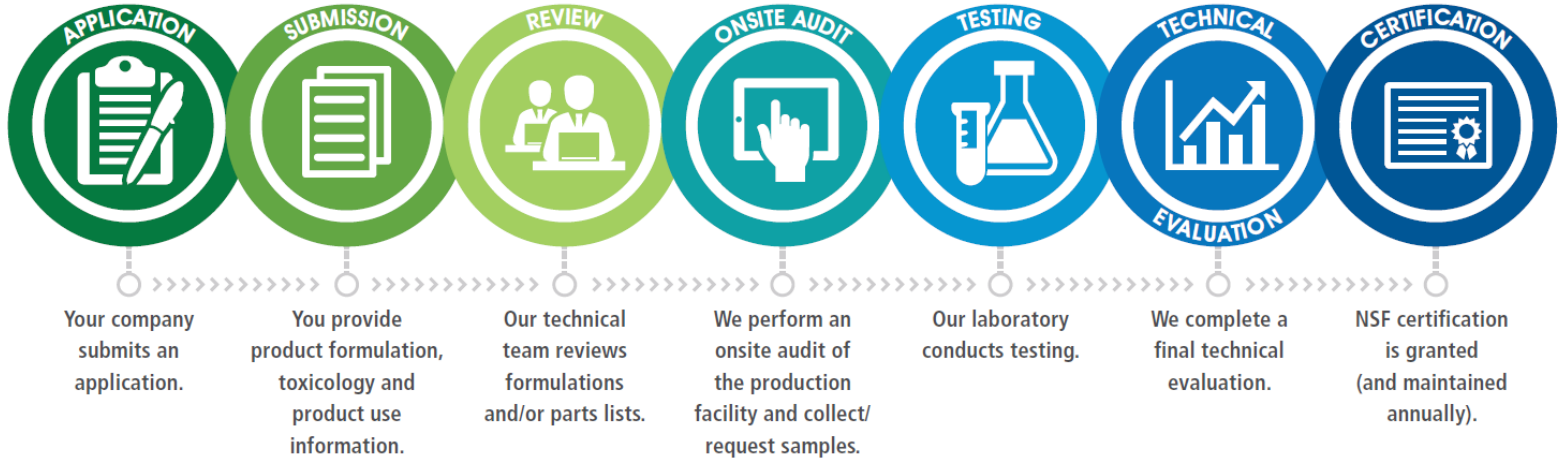 APPLICATION
Your company
submits an
application.
SUBMISSION
You provide
product formulation,
toxicology and
product use
information.
REVIEW
Our technical
team reviews
formulations
and/or parts lists.
ONSITE AUDIT
We perform an
onsite audit of
the production
facility and collect/
request samples.
TESTING
Our laboratory
conducts testing.
TECHNICAL
EVALUATION
We complete a
final technical
evaluation.
CERTIFICATION
NSF certification
is granted
(and maintained
annually).